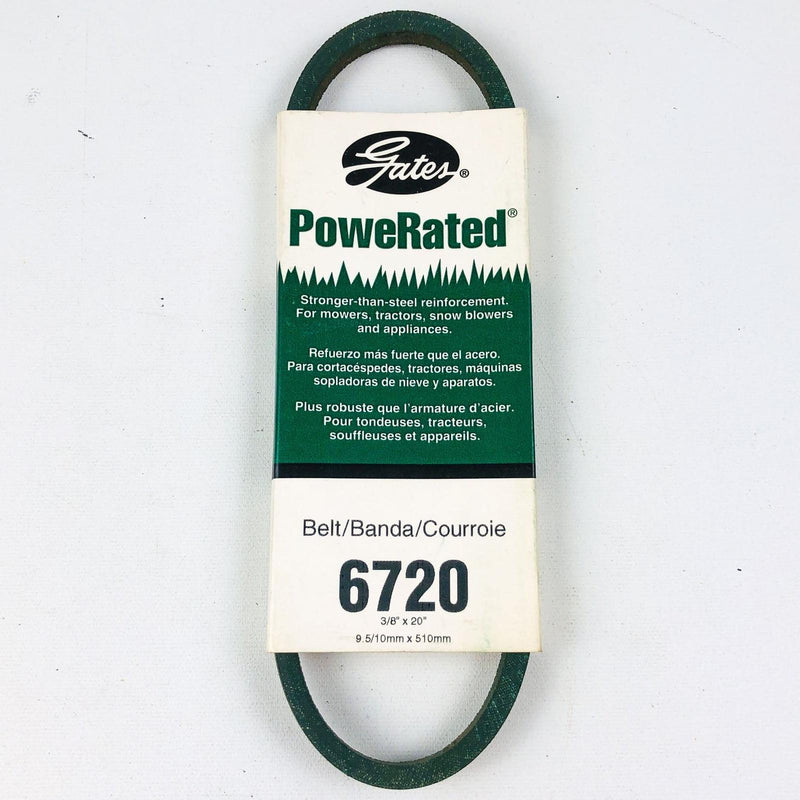 Gates®
PoweRated®
Stronger-than-steel reinforcement.
For mowers, tractors, snow blowers
and appliances.
Refuerzo más fuerte que el acero.
Para cortacéspedes, tractores, máquinas
sopladoras de nieve y aparatos.
Plus robuste que l'armature d'acier.
Pour tondeuses, tracteurs,
souffleuses et appareils.
Belt/Banda/Courroie
6720
3/8" x 20"
9.5/10mm x 510mm